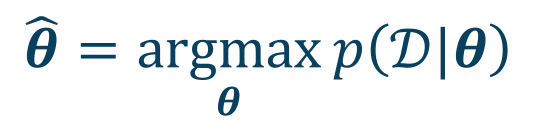 𝜽̂ = argmax p(𝒟|𝜽)
𝜽